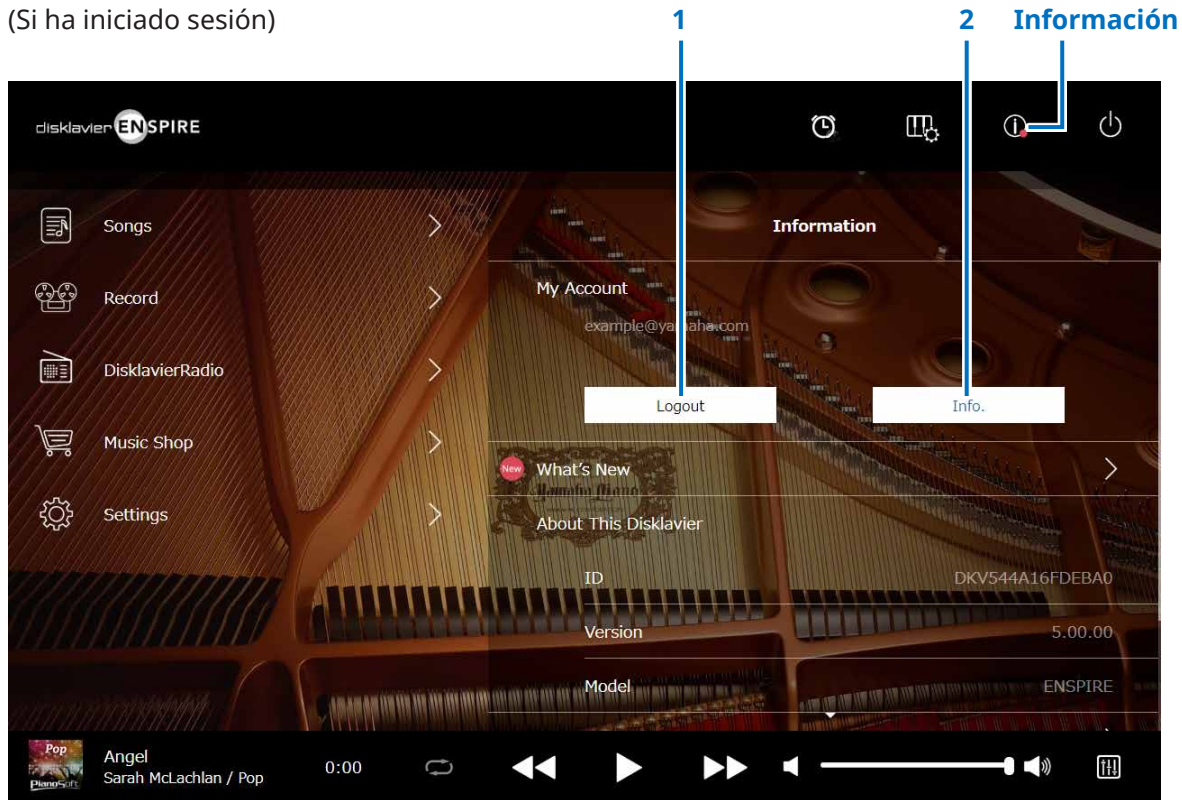 (Si ha iniciado sesión)
1
2
Información
disklavier ENSPIRE
Songs
Record
DisklavierRadio
Music Shop
Settings
Information
My Account
example@yamaha.com
Logout
Info.
New What's New
Yamaha Piano
About This Disklavier
ID DKV544A16FDEBA0
Version 5.00.00
Model ENSPIRE
Pop
PianoSoft
Angel
Sarah McLachlan / Pop
0:00